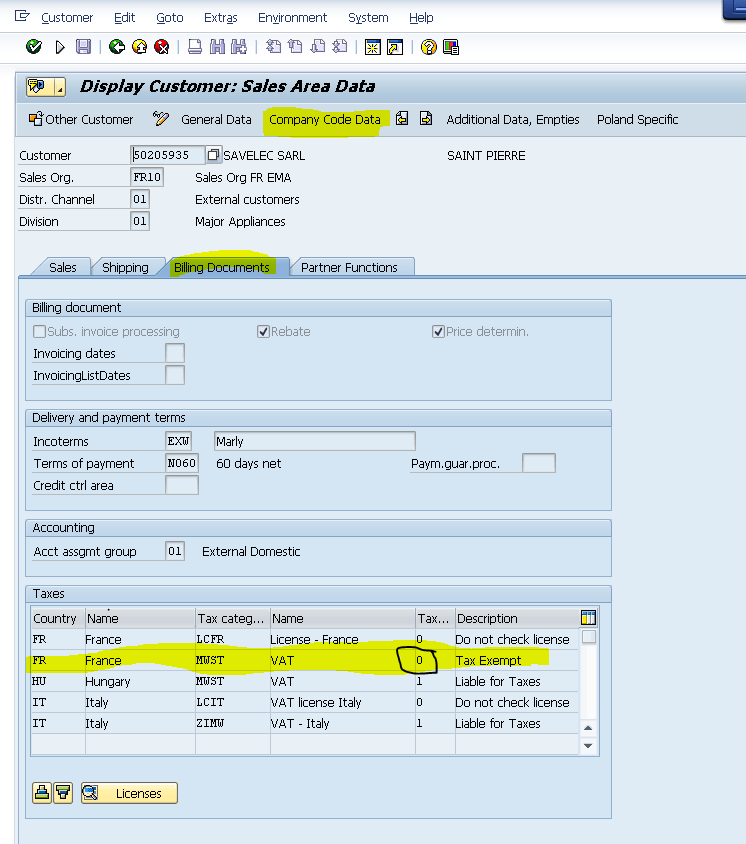 Customer Edit Goto Extras Environment System Help
Display Customer: Sales Area Data
Other Customer General Data Company Code Data Additional Data, Empties Poland Specific
Customer 50205935 SAVELEC SARL SAINT PIERRE
Sales Org. FR10 Sales Org FR EMA
Distr. Channel 01 External customers
Division 01 Major Appliances
Sales Shipping Billing Documents Partner Functions
Billing document
Subs. invoice processing Rebate Price determin.
Invoicing dates
InvoicingListDates
Delivery and payment terms
Incoterms EXW Marly
Terms of payment N060 60 days net Paym.guar.proc.
Credit ctrl area
Accounting
Acct assgmt group 01 External Domestic
Taxes
Country Name Tax categ... Name Tax... Description
FR France LCFR License - France 0 Do not check license
FR France MWST VAT 0 Tax Exempt
HU Hungary MWST VAT 1 Liable for Taxes
IT Italy LCIT VAT license Italy 0 Do not check license
IT Italy ZIMW VAT - Italy 1 Liable for Taxes
Licenses